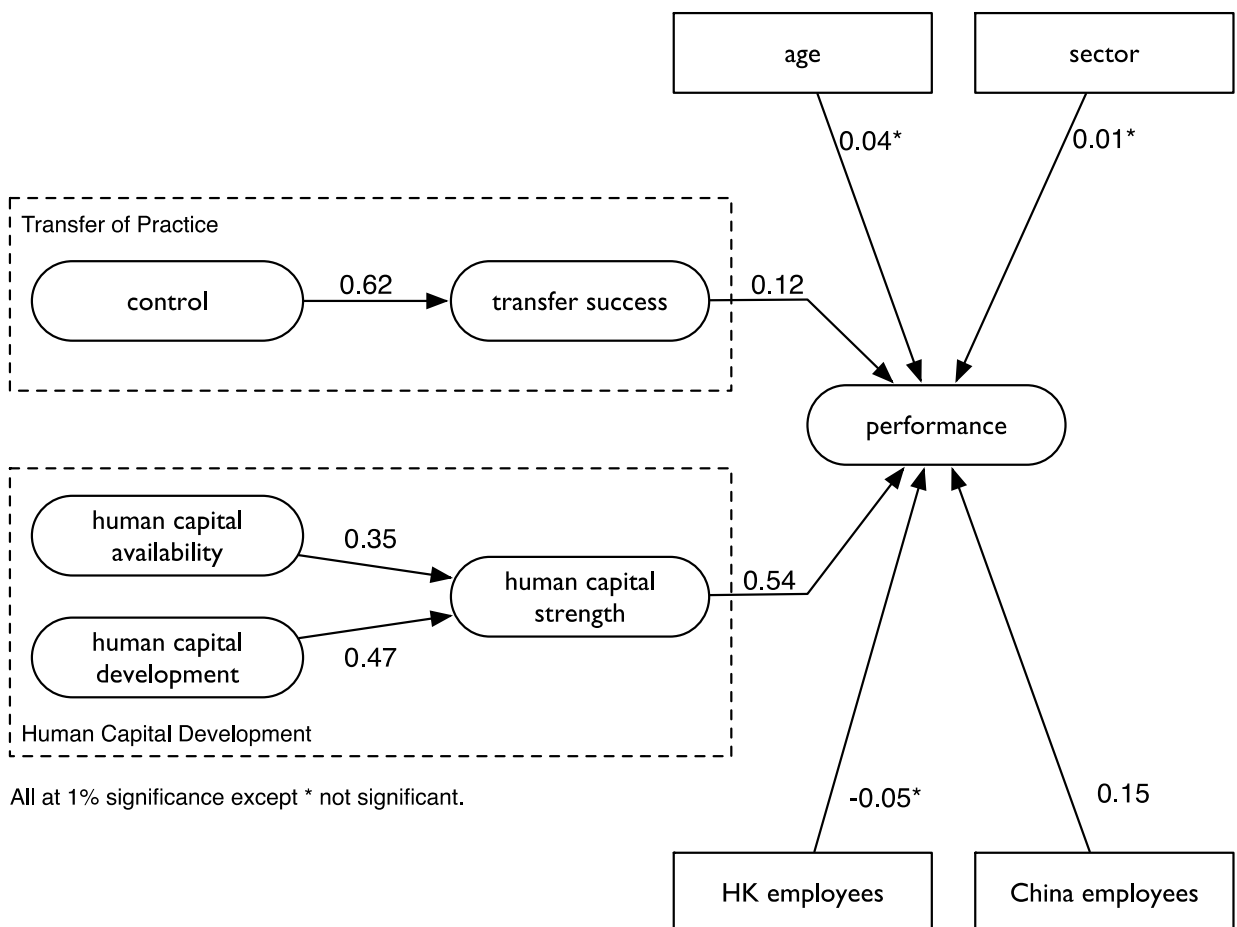 age
sector
0.04*
0.01*
Transfer of Practice
control
0.62
transfer success
0.12
performance
human capital
availability
0.35
human capital
strength
0.54
human capital
development
0.47
Human Capital Development
All at 1% significance except * not significant.
-0.05*
0.15
HK employees
China employees